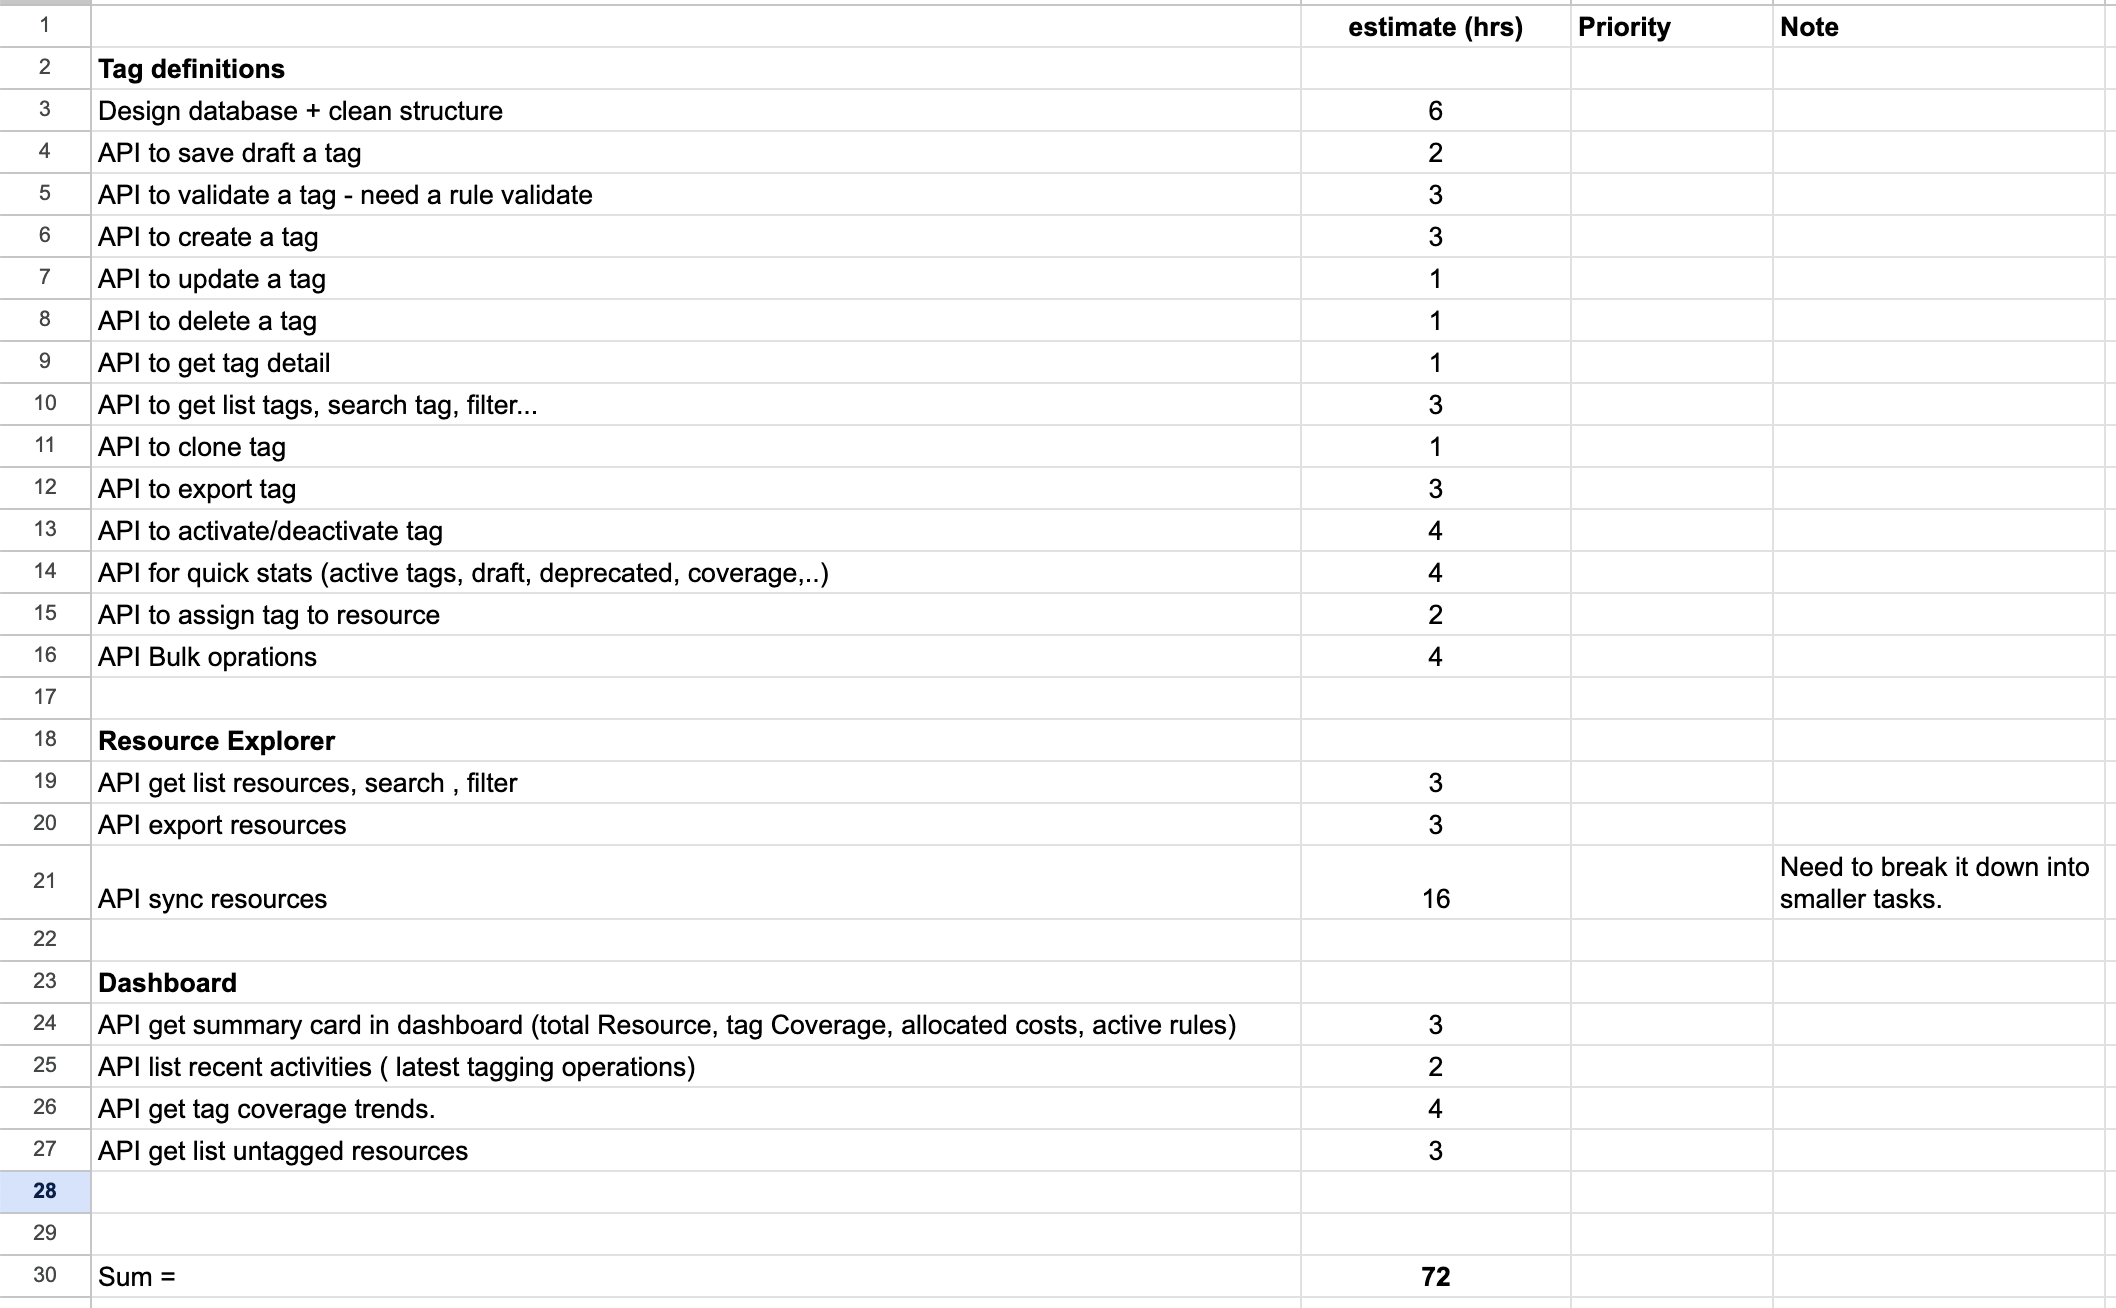 1 estimate (hrs) Priority Note
2 Tag definitions
3 Design database + clean structure 6
4 API to save draft a tag 2
5 API to validate a tag - need a rule validate 3
6 API to create a tag 3
7 API to update a tag 1
8 API to delete a tag 1
9 API to get tag detail 1
10 API to get list tags, search tag, filter... 3
11 API to clone tag 1
12 API to export tag 3
13 API to activate/deactivate tag 4
14 API for quick stats (active tags, draft, deprecated, coverage,..) 4
15 API to assign tag to resource 2
16 API Bulk oprations 4
17
18 Resource Explorer
19 API get list resources, search , filter 3
20 API export resources 3
21 API sync resources 16 Need to break it down into
smaller tasks.
22
23 Dashboard
24 API get summary card in dashboard (total Resource, tag Coverage, allocated costs, active rules) 3
25 API list recent activities ( latest tagging operations) 2
26 API get tag coverage trends. 4
27 API get list untagged resources 3
28
29
30 Sum = 72